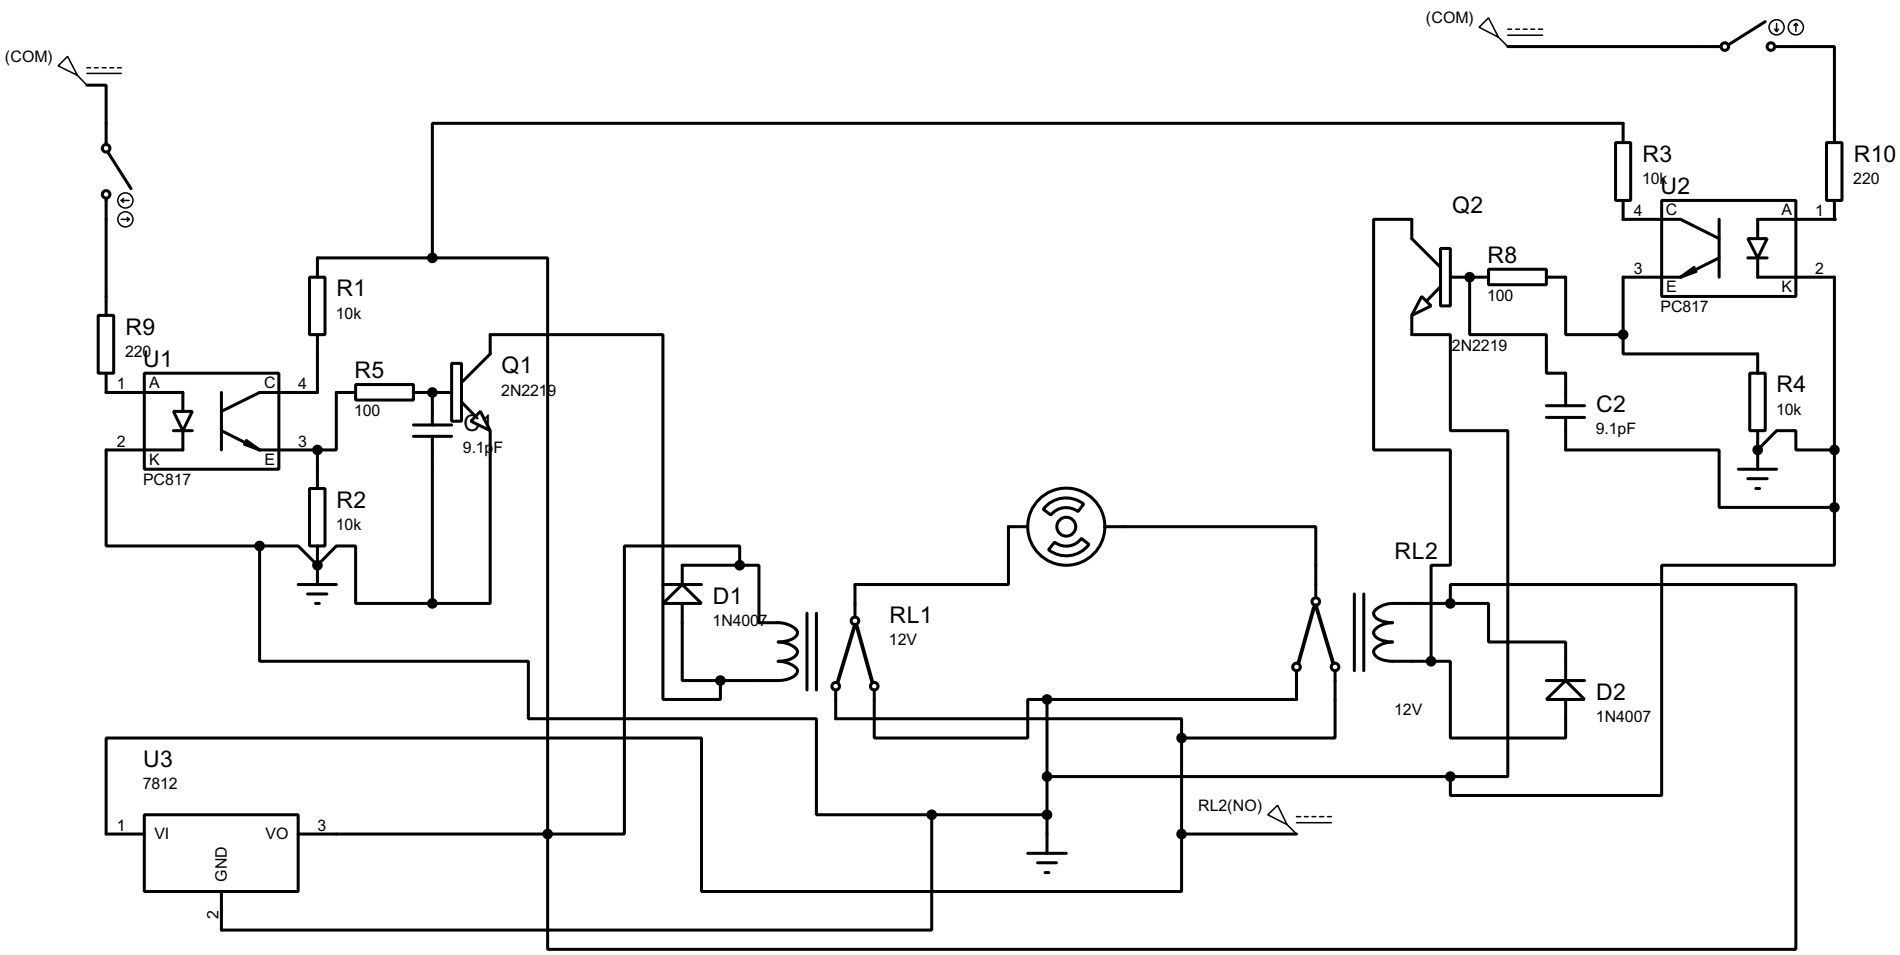 (COM)
(COM)
R3
10k
R10
220
U2
4
C
A
1
3
E
K
2
PC817
Q2
R8
100
2N2219
R1
10k
R9
220
U1
1
A
C
4
2
K
E
3
PC817
R5
100
Q1
2N2219
9.1pF
R4
10k
C2
9.1pF
R2
10k
RL2
12V
D1
1N4007
RL1
12V
D2
1N4007
U3
7812
1
VI
VO
3
GND
2
RL2(NO)